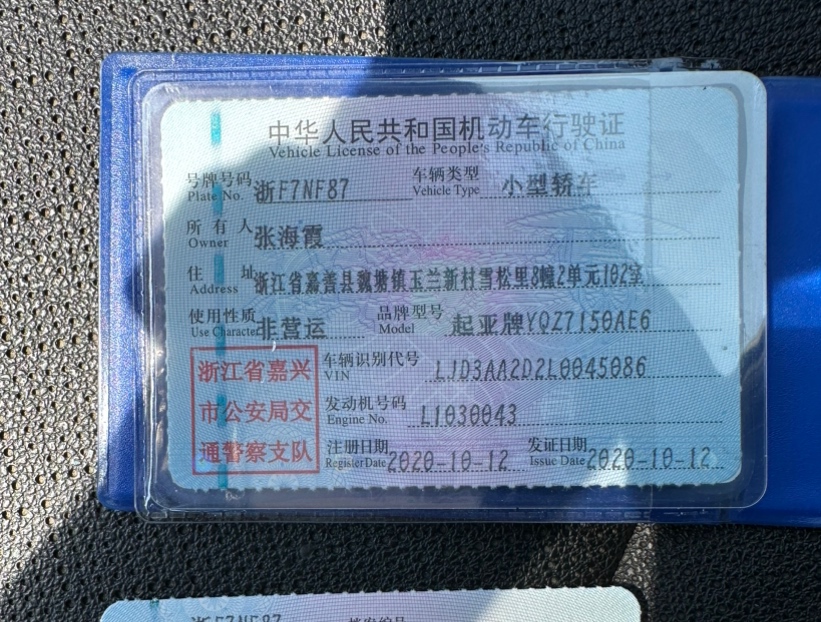 中华人民共和国机动车行驶证
Vehicle License of the People's Republic of China
号牌号码 浙F7NF87 车辆类型 小型轿车
Plate No. Vehicle Type
所有人 张海霞
Owner
住址 浙江省嘉善县魏塘镇玉兰新村雪松里8幢2单元102室
Address
使用性质 非营运 品牌型号 起亚牌YQZ7150AE6
Use Character Model
浙江省嘉兴 车辆识别代号 LJD3AA2D2L0045086
VIN
市公安局交 发动机号码 L1030043
Engine No.
通警察支队 注册日期 2020-10-12 发证日期 2020-10-12
Register Date Issue Date
浙F7NF87